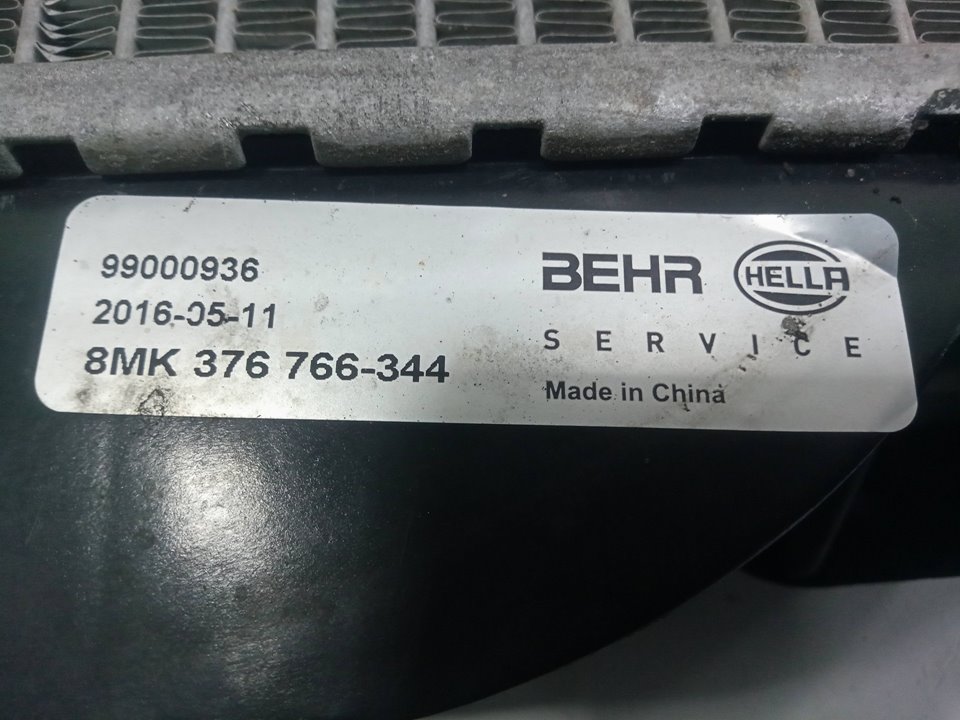 99000936
2016-05-11
8MK 376 766-344
BEHR HELLA
SERVICE
Made in China